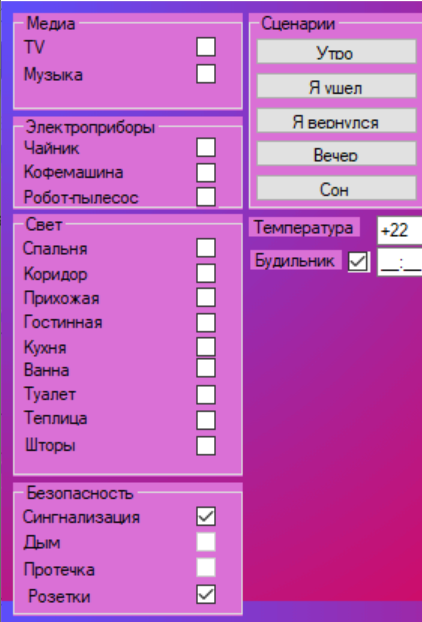 Медиа
TV
Музыка
Электроприборы
Чайник
Кофемашина
Робот-пылесос
Свет
Спальня
Коридор
Прихожая
Гостинная
Кухня
Ванна
Туалет
Теплица
Шторы
Безопасность
Сингнализация
Дым
Протечка
Розетки
Сценарии
Утро
Я ушел
Я вернулся
Вечер
Сон
Температура +22
Будильник __:__